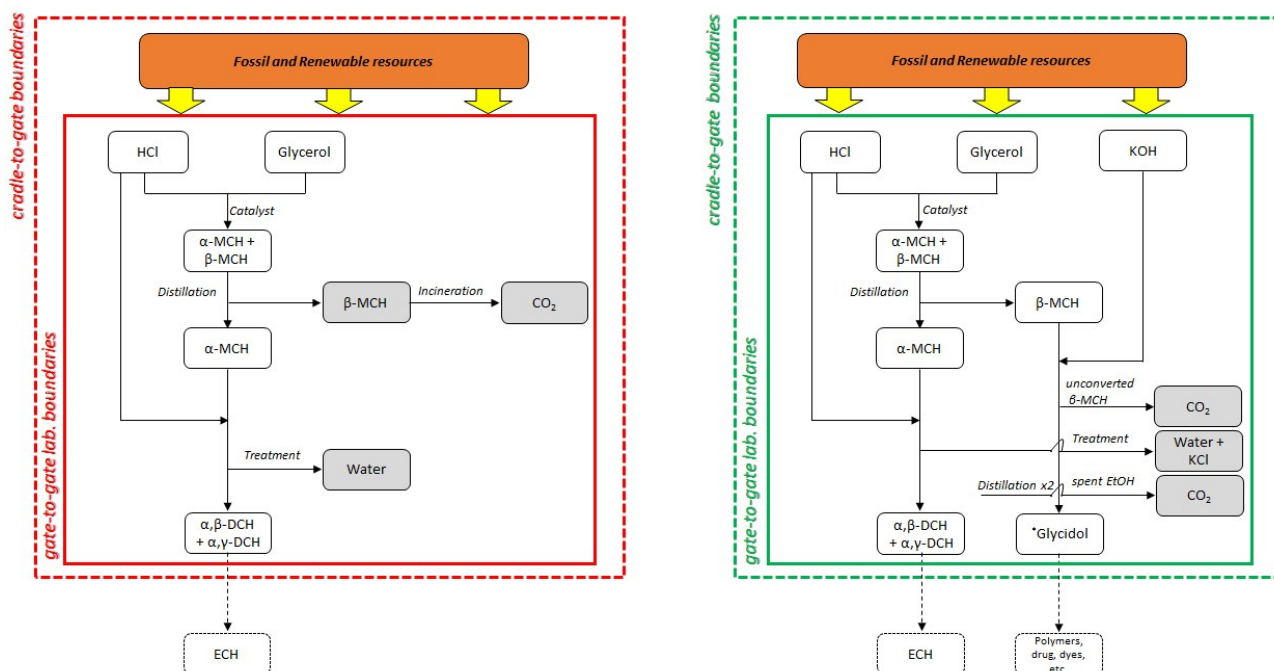 cradle-to-gate boundaries
gate-to-gate lab. boundaries
Fossil and Renewable resources
HCl
Glycerol
Catalyst
α-MCH +
β-MCH
Distillation
β-MCH
Incineration
CO₂
α-MCH
Treatment
Water
α,β-DCH
+ α,γ-DCH
ECH
cradle-to-gate boundaries
gate-to-gate lab. boundaries
Fossil and Renewable resources
HCl
Glycerol
KOH
Catalyst
α-MCH +
β-MCH
Distillation
β-MCH
α-MCH
unconverted
β-MCH
CO₂
Treatment
Water +
KCl
Distillation x2
spent EtOH
CO₂
α,β-DCH
+ α,γ-DCH
*Glycidol
ECH
Polymers,
drug, dyes,
etc